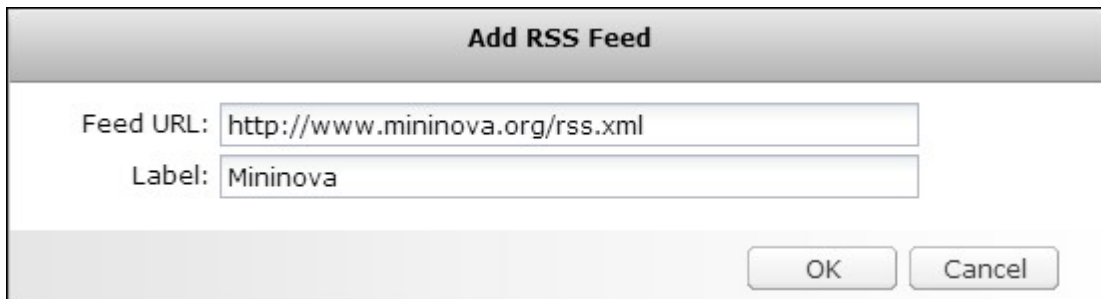 Add RSS Feed
Feed URL: http://www.mininova.org/rss.xml
Label: Mininova
OK Cancel